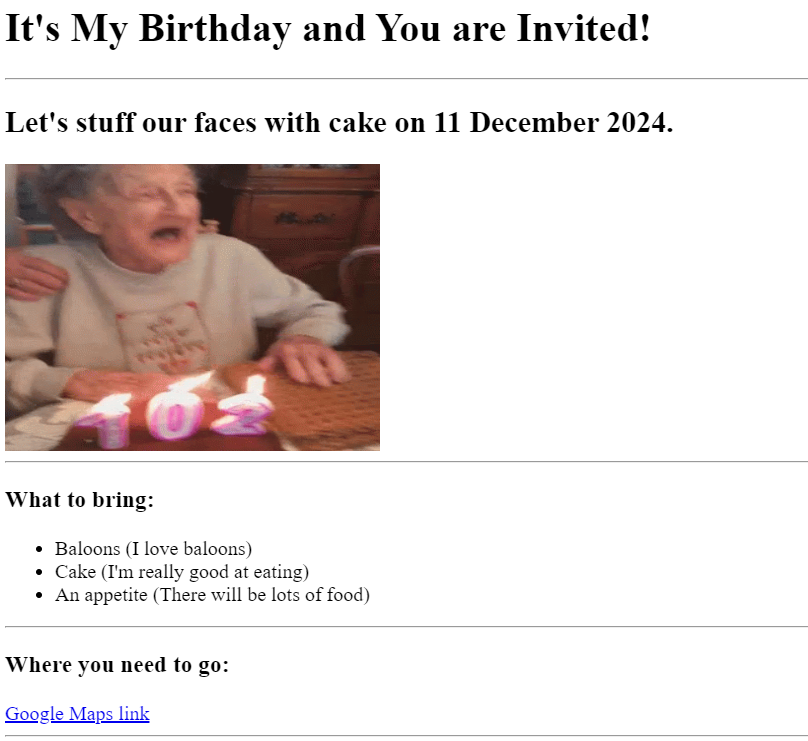 It's My Birthday and You are Invited!
Let's stuff our faces with cake on 11 December 2024.
102
What to bring:
Baloons (I love baloons)
Cake (I'm really good at eating)
An appetite (There will be lots of food)
Where you need to go:
Google Maps link